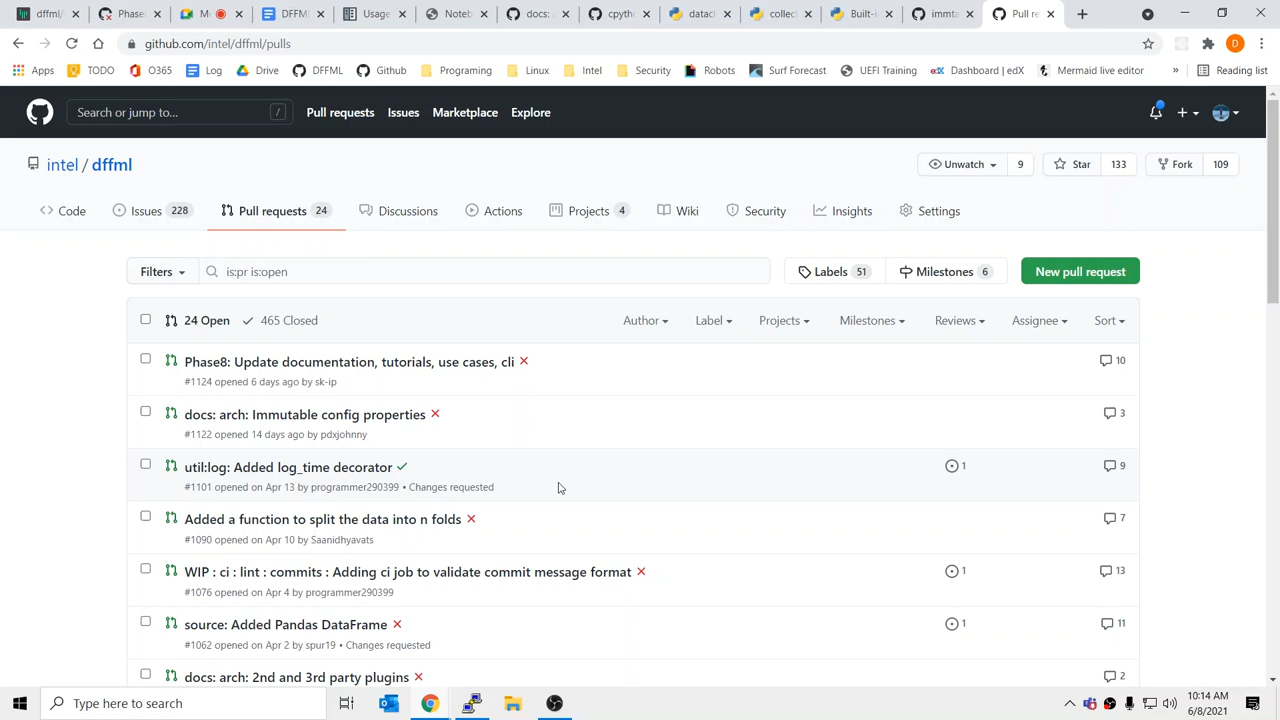 dffml/
Phase
M
DFFM
Usage
Noteb
docs:
cpyth
datacl
collec
Built-i
immta
Pull re
github.com/intel/dffml/pulls
Apps
TODO
O365
Log
Drive
DFFML
Github
Programing
Linux
Intel
Security
Robots
Surf Forecast
UEFI Training
edX
Dashboard | edX
Mermaid live editor
»
Reading list
Search or jump to...
/
Pull requests
Issues
Marketplace
Explore
intel / dffml
Unwatch
9
Star
133
Fork
109
Code
Issues 228
Pull requests 24
Discussions
Actions
Projects 4
Wiki
Security
Insights
Settings
Filters
is:pr is:open
Labels 51
Milestones 6
New pull request
24 Open
465 Closed
Author
Label
Projects
Milestones
Reviews
Assignee
Sort
Phase8: Update documentation, tutorials, use cases, cli
10
#1124 opened 6 days ago by sk-ip
docs: arch: Immutable config properties
3
#1122 opened 14 days ago by pdxjohnny
util:log: Added log_time decorator
1
9
#1101 opened on Apr 13 by programmer290399 • Changes requested
Added a function to split the data into n folds
7
#1090 opened on Apr 10 by Saanidhyavats
WIP : ci : lint : commits : Adding ci job to validate commit message format
1
13
#1076 opened on Apr 4 by programmer290399
source: Added Pandas DataFrame
1
11
#1062 opened on Apr 2 by spur19 • Changes requested
docs: arch: 2nd and 3rd party plugins
2
Type here to search
10:14 AM
6/8/2021